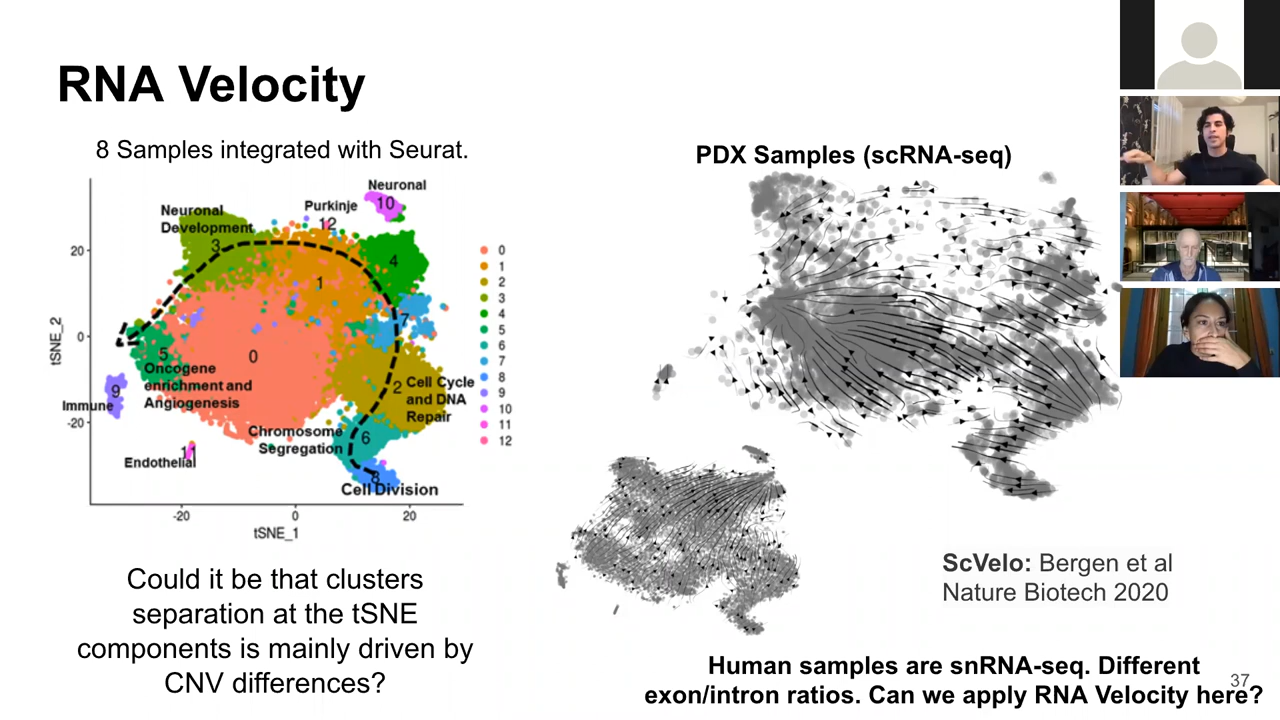 RNA Velocity
8 Samples integrated with Seurat.
Neuronal
10
Purkinje
12
Neuronal
Development
3
4
1
7
20
0
-20
tSNE_2
5
0
Oncogene
enrichment and
Angiogenesis
2
Cell Cycle
and DNA
Repair
9
Immune
Chromosome
Segregation
6
11
Endothelial
8
Cell Division
-20
0
20
tSNE_1
0
1
2
3
4
5
6
7
8
9
10
11
12
Could it be that clusters
separation at the tSNE
components is mainly driven by
CNV differences?
PDX Samples (scRNA-seq)
ScVelo: Bergen et al
Nature Biotech 2020
Human samples are snRNA-seq. Different
exon/intron ratios. Can we apply RNA Velocity here?
37